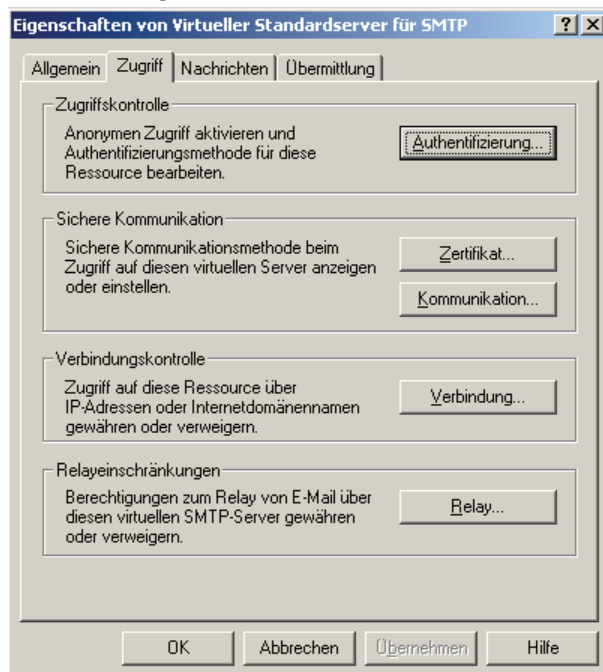 Eigenschaften von Virtueller Standardserver für SMTP
Allgemein Zugriff Nachrichten Übermittlung
Zugriffskontrolle
Anonymen Zugriff aktivieren und
Authentifizierungsmethode für diese
Ressource bearbeiten.
Authentifizierung...
Sichere Kommunikation
Sichere Kommunikationsmethode beim
Zugriff auf diesen virtuellen Server anzeigen
oder einstellen.
Zertifikat...
Kommunikation...
Verbindungskontrolle
Zugriff auf diese Ressource über
IP-Adressen oder Internetdomänennamen
gewähren oder verweigern.
Verbindung...
Relayeinschränkungen
Berechtigungen zum Relay von E-Mail über
diesen virtuellen SMTP-Server gewähren
oder verweigern.
Relay...
OK Abbrechen Übernehmen Hilfe